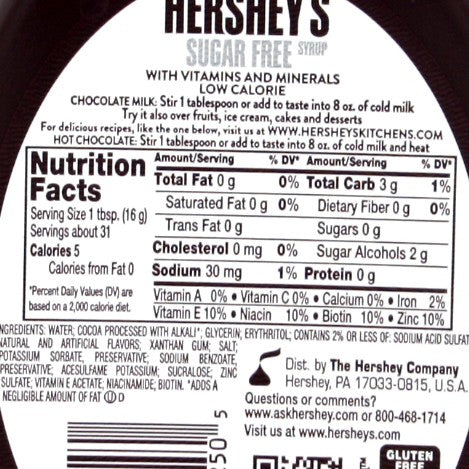 HERSHEY'S
SUGAR FREE SYRUP
WITH VITAMINS AND MINERALS
LOW CALORIE
CHOCOLATE MILK: Stir 1 tablespoon or add to taste into 8 oz. of cold milk
Try it also over fruits, ice cream, cakes and desserts
For delicious recipes, like the one below, visit us at WWW.HERSHEYSKITCHENS.COM
HOT CHOCOLATE: Stir 1 tablespoon or add to taste into 8 oz. of cold milk and heat
Nutrition Facts
Serving Size 1 tbsp. (16 g)
Servings about 31
Calories 5
Calories from Fat 0
*Percent Daily Values (DV) are
based on a 2,000 calorie diet.
Amount/Serving % DV* Amount/Serving % DV*
Total Fat 0 g 0% Total Carb 3 g 1%
Saturated Fat 0 g 0% Dietary Fiber 0 g 0%
Trans Fat 0 g Sugars 0 g
Cholesterol 0 mg 0% Sugar Alcohols 2 g
Sodium 30 mg 1% Protein 0 g
Vitamin A 0% • Vitamin C 0% • Calcium 0% • Iron 2%
Vitamin E 10% • Niacin 10% • Biotin 10% • Zinc 10%
INGREDIENTS: WATER; COCOA PROCESSED WITH ALKALI*; GLYCERIN; ERYTHRITOL; CONTAINS 2% OR LESS OF: SODIUM ACID SULFAT
NATURAL AND ARTIFICIAL FLAVORS; XANTHAN GUM; SALT;
POTASSIUM SORBATE, PRESERVATIVE; SODIUM BENZOATE,
PRESERVATIVE; ACESULFAME POTASSIUM; SUCRALOSE; ZINC
SULFATE; VITAMIN E ACETATE; NIACINAMIDE; BIOTIN. *ADDS A
NEGLIGIBLE AMOUNT OF FAT U D
Dist. by The Hershey Company
Hershey, PA 17033-0815, U.S.A.
Questions or comments?
www.askhershey.com or 800-468-1714
Visit us at www.hersheys.com
GLUTEN
FREE